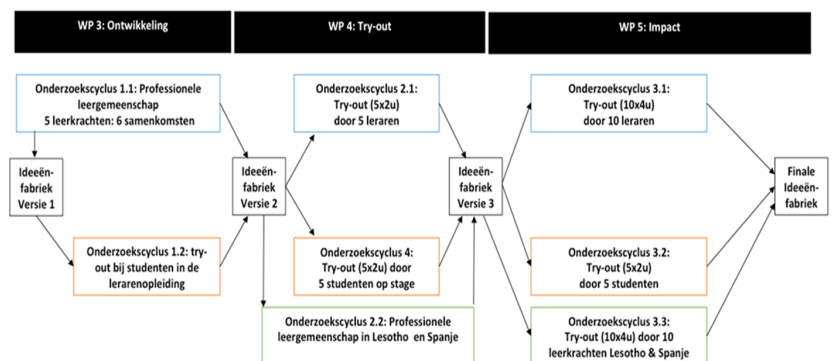 WP 3: Ontwikkeling
WP 4: Try-out
WP 5: Impact
Onderzoekscyclus 1.1: Professionele
leergemeenschap
5 leerkrachten: 6 samenkomsten
Onderzoekscyclus 2.1:
Try-out (5x2u)
door 5 leraren
Onderzoekscyclus 3.1:
Try-out (10x4u)
door 10 leraren
Ideeën-
fabriek
Versie 1
Ideeën-
fabriek
Versie 2
Ideeën-
fabriek
Versie 3
Finale
Ideeën-
fabriek
Onderzoekscyclus 1.2: try-
out bij studenten in de
lerarenopleiding
Onderzoekscyclus 4:
Try-out (5x2u) door
5 studenten op stage
Onderzoekscyclus 3.2:
Try-out (5x2u)
door 5 studenten
Onderzoekscyclus 2.2: Professionele
leergemeenschap in Lesotho en Spanje
Onderzoekscyclus 3.3:
Try-out (10x4u) door 10
leerkrachten Lesotho & Spanje